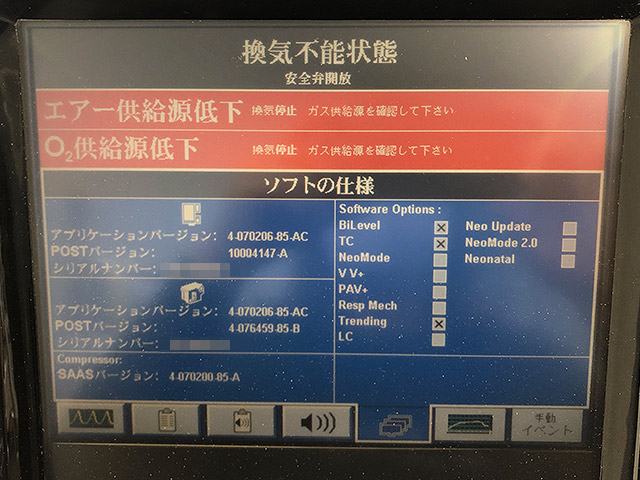 換気不能状態
安全弁開放
エアー供給源低下 換気停止 ガス供給源を確認して下さい
O₂供給源低下 換気停止 ガス供給源を確認して下さい
ソフトの仕様
アプリケーションバージョン: 4-070206-85-AC
POSTバージョン: 10004147-A
シリアルナンバー:
アプリケーションバージョン: 4-070206-85-AC
POSTバージョン: 4-076459-85-B
シリアルナンバー:
Compressor:
SAASバージョン: 4-070200-85-A
Software Options :
BiLevel
TC
NeoMode
V V+
PAV+
Resp Mech
Trending
LC
Neo Update
NeoMode 2.0
Neonatal
手動
イベント